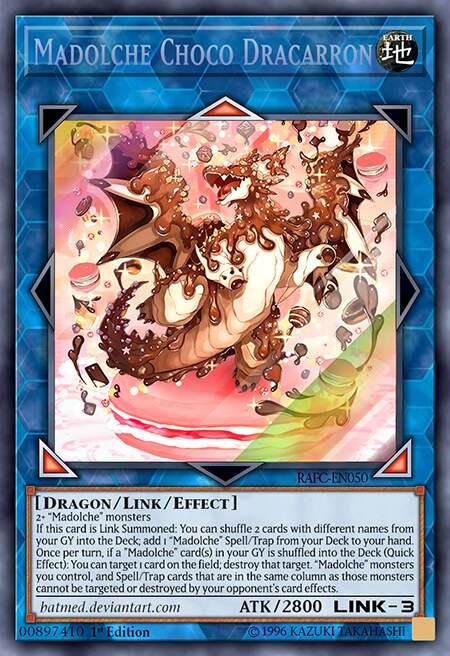 MADOLCHE CHOCO DRACARRON
EARTH
地
RAFC-EN050
[DRAGON/LINK/EFFECT]
2+ “Madolche” monsters
If this card is Link Summoned: You can shuffle 2 cards with different names from
your GY into the Deck; add 1 “Madolche” Spell/Trap from your Deck to your hand.
Once per turn, if a "Madolche” card(s) in your GY is shuffled into the Deck (Quick
Effect): You can target 1 card on the field; destroy that target. “Madolche” monsters
you control, and Spell/Trap cards that are in the same column as those monsters
cannot be targeted or destroyed by your opponent's card effects.
batmed.deviantart.com ATK/2800 LINK-3
00897410 1st Edition ©1996 KAZUKI TAKAHASHI